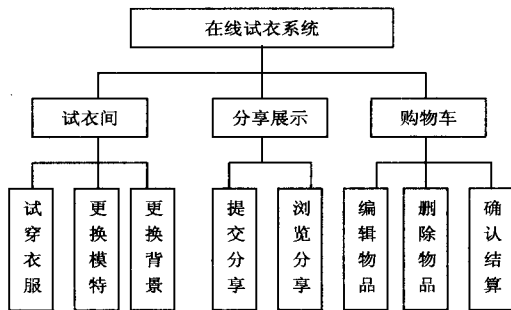 在线试衣系统
试衣间
分享展示
购物车
试穿衣服
更换模特
更换背景
提交分享
浏览分享
编辑物品
删除物品
确认结算